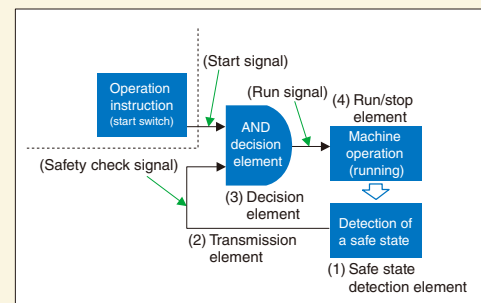 (Start signal)
Operation
instruction
(start switch)
(Run signal)
(4) Run/stop
element
AND
decision
element
Machine
operation
(running)
(Safety check signal)
(3) Decision
element
Detection of
a safe state
(2) Transmission
element
(1) Safe state
detection element